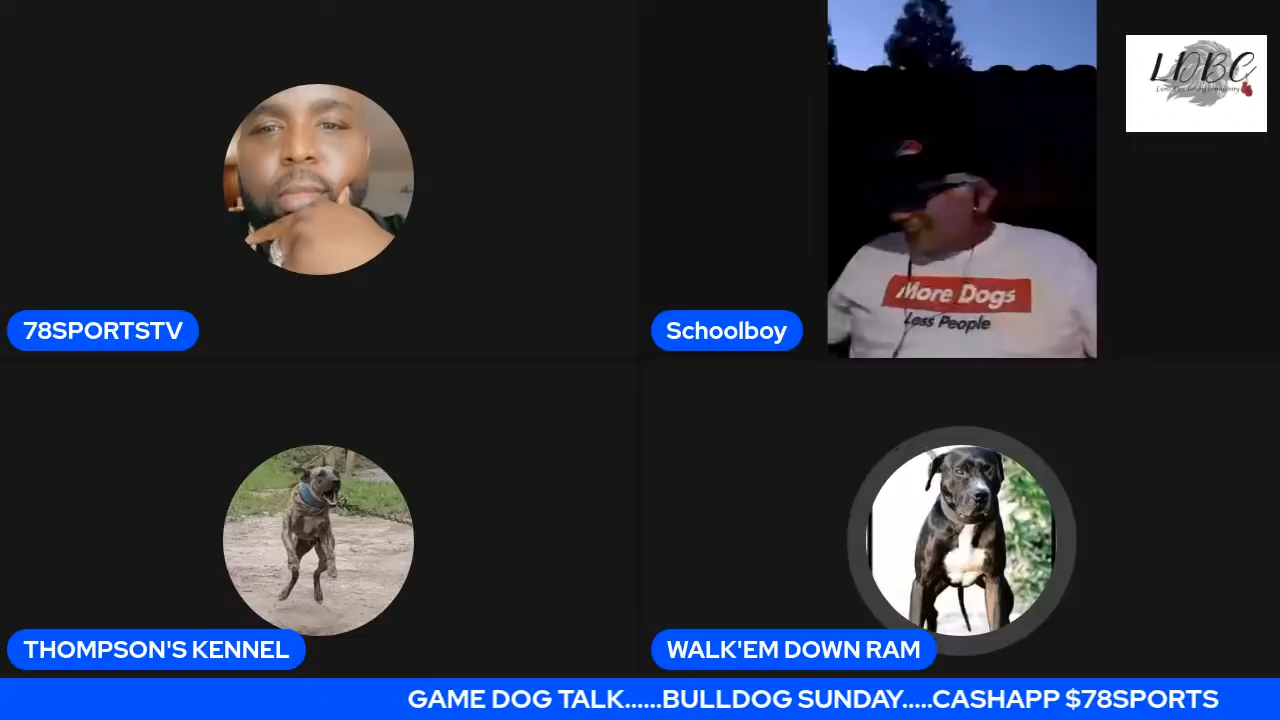 LDBC
78SPORTSTV
More Dogs
Less People
Schoolboy
THOMPSON'S KENNEL
WALK'EM DOWN RAM
GAME DOG TALK......BULLDOG SUNDAY.....CASHAPP $78SPORTS